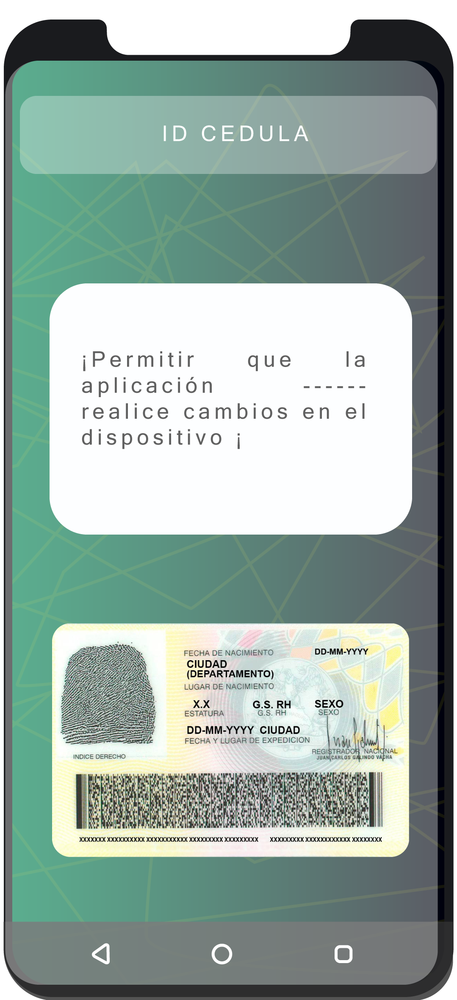 ID CEDULA
¡Permitir que la
aplicación ------
realice cambios en el
dispositivo ¡
FECHA DE NACIMIENTO DD-MM-YYYY
CIUDAD
(DEPARTAMENTO)
LUGAR DE NACIMIENTO
X.X G.S. RH SEXO
ESTATURA G.S. RH SEXO
DD-MM-YYYY CIUDAD
FECHA Y LUGAR DE EXPEDICION
REGISTRADOR NACIONAL
JUAN CARLOS GALINDO VACHA
INDICE DERECHO
XXXXXXX XXXXXXXXXX XXXXXXXXXXX XXXXXXXXX XXXXXXXXX XXXXXXXXX XXXXXXXXXXXX XXXXXXXX